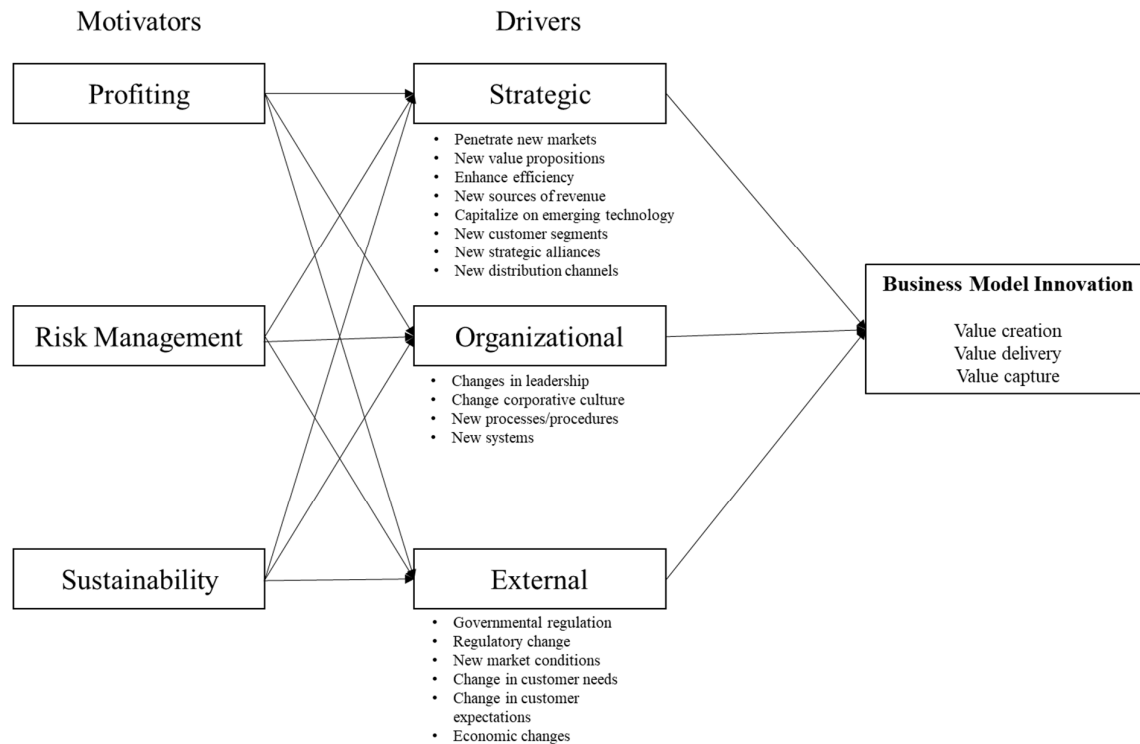 Motivators
Drivers
Profiting
Strategic
• Penetrate new markets
• New value propositions
• Enhance efficiency
• New sources of revenue
• Capitalize on emerging technology
• New customer segments
• New strategic alliances
• New distribution channels
Risk Management
Organizational
• Changes in leadership
• Change corporative culture
• New processes/procedures
• New systems
Sustainability
External
• Governmental regulation
• Regulatory change
• New market conditions
• Change in customer needs
• Change in customer
expectations
• Economic changes
Business Model Innovation
Value creation
Value delivery
Value capture